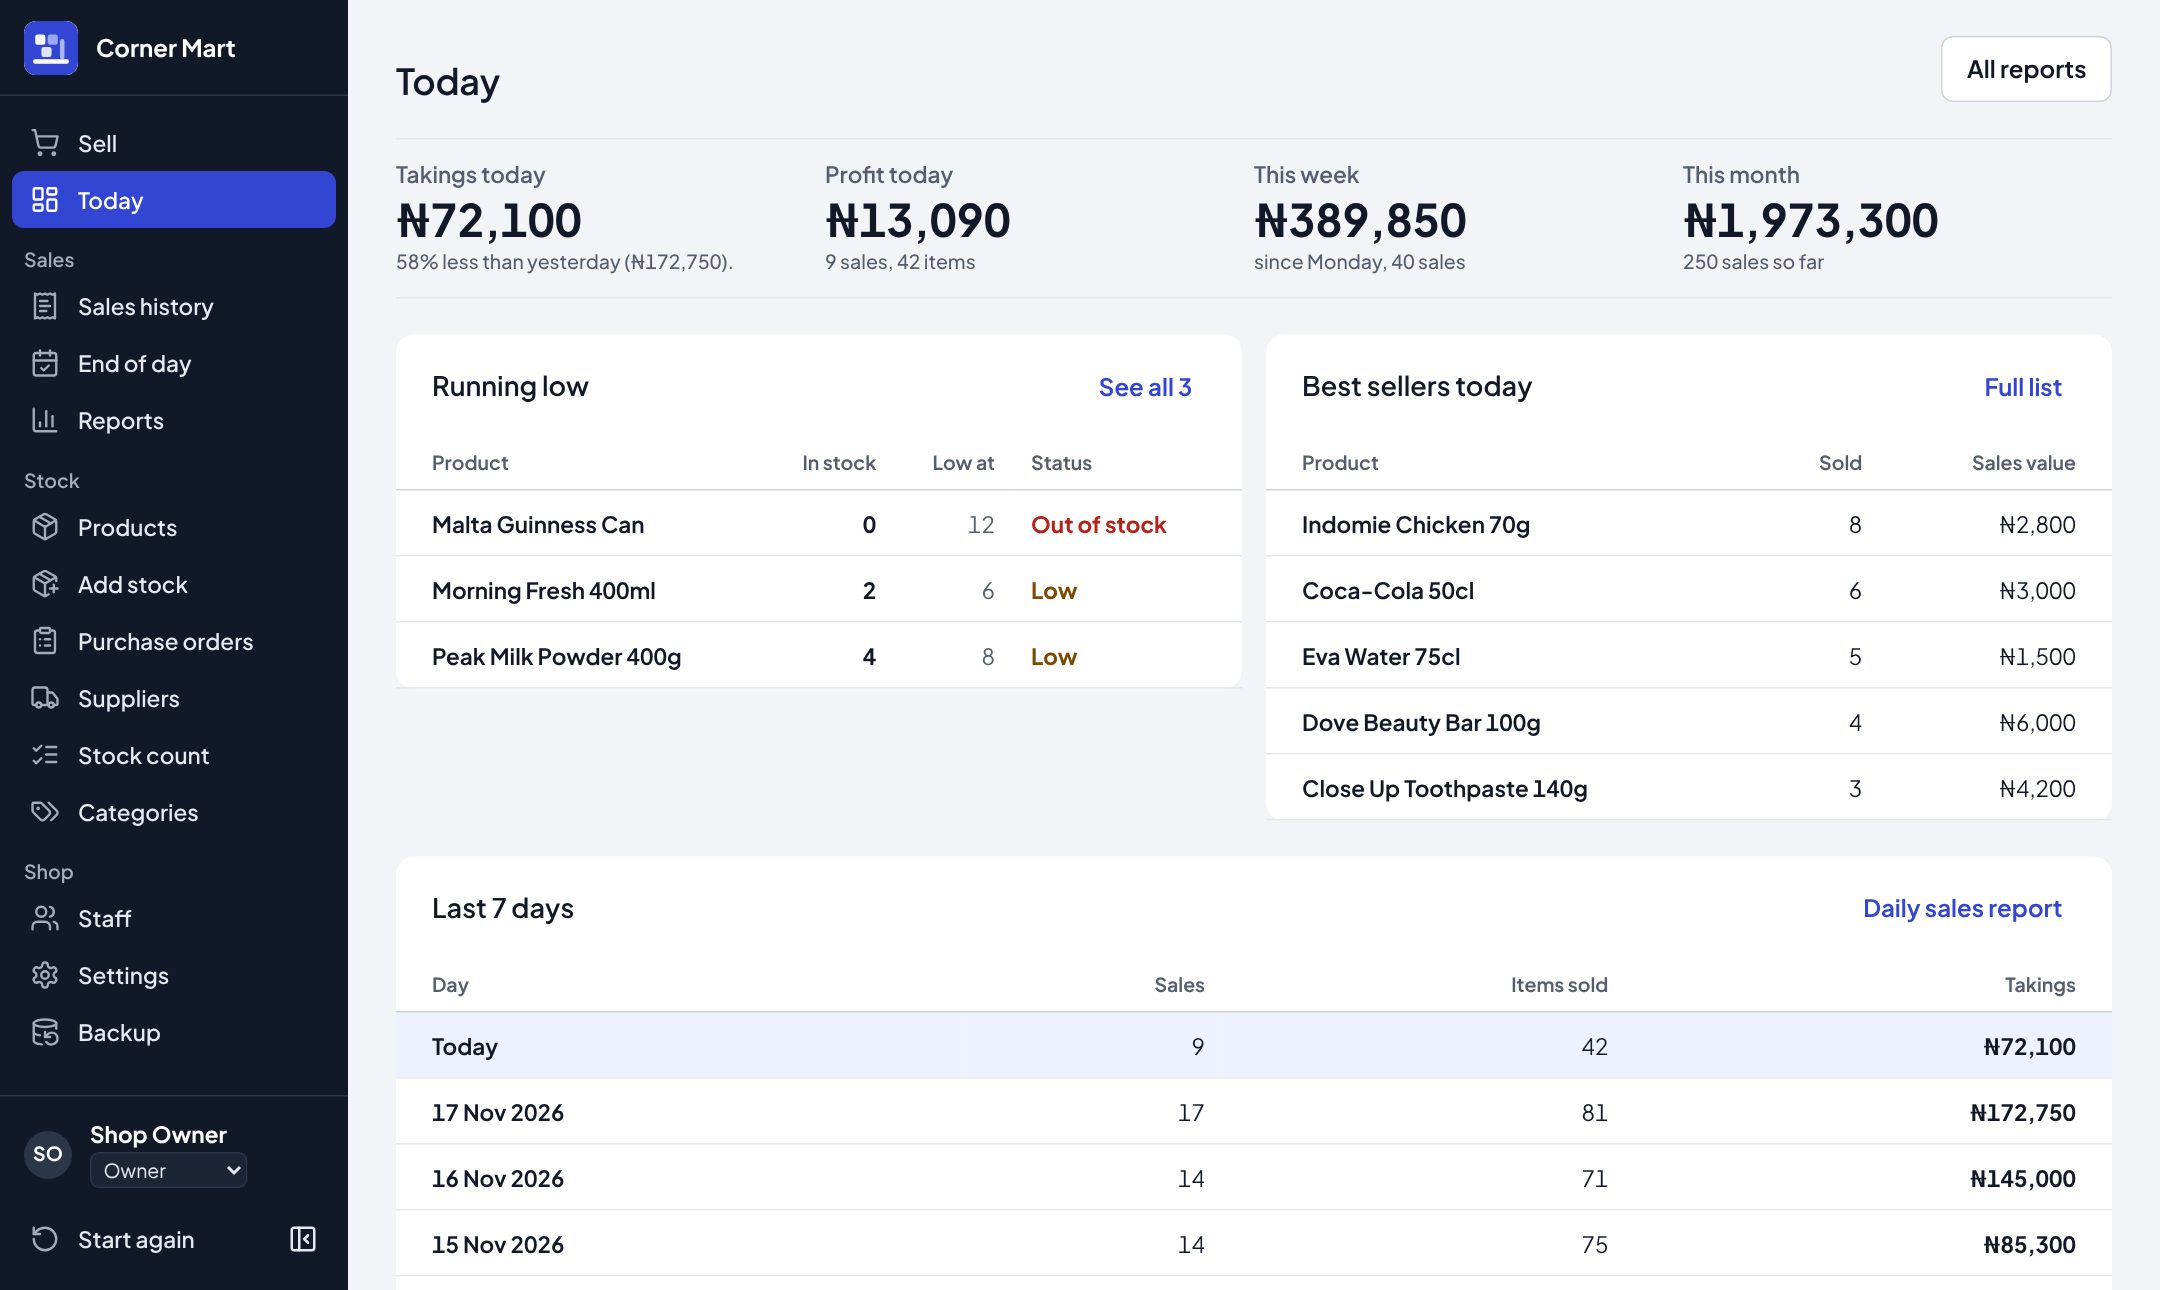 Corner Mart
Sell
Today
Sales
Sales history
End of day
Reports
Stock
Products
Add stock
Purchase orders
Suppliers
Stock count
Categories
Shop
Staff
Settings
Backup
SO
Shop Owner
Owner
Start again
Today
All reports
Takings today
₦72,100
58% less than yesterday (₦172,750).
Profit today
₦13,090
9 sales, 42 items
This week
₦389,850
since Monday, 40 sales
This month
₦1,973,300
250 sales so far
Running low See all 3
Product In stock Low at Status
Malta Guinness Can 0 12 Out of stock
Morning Fresh 400ml 2 6 Low
Peak Milk Powder 400g 4 8 Low
Best sellers today Full list
Product Sold Sales value
Indomie Chicken 70g 8 ₦2,800
Coca-Cola 50cl 6 ₦3,000
Eva Water 75cl 5 ₦1,500
Dove Beauty Bar 100g 4 ₦6,000
Close Up Toothpaste 140g 3 ₦4,200
Last 7 days Daily sales report
Day Sales Items sold Takings
Today 9 42 ₦72,100
17 Nov 2026 17 81 ₦172,750
16 Nov 2026 14 71 ₦145,000
15 Nov 2026 14 75 ₦85,300